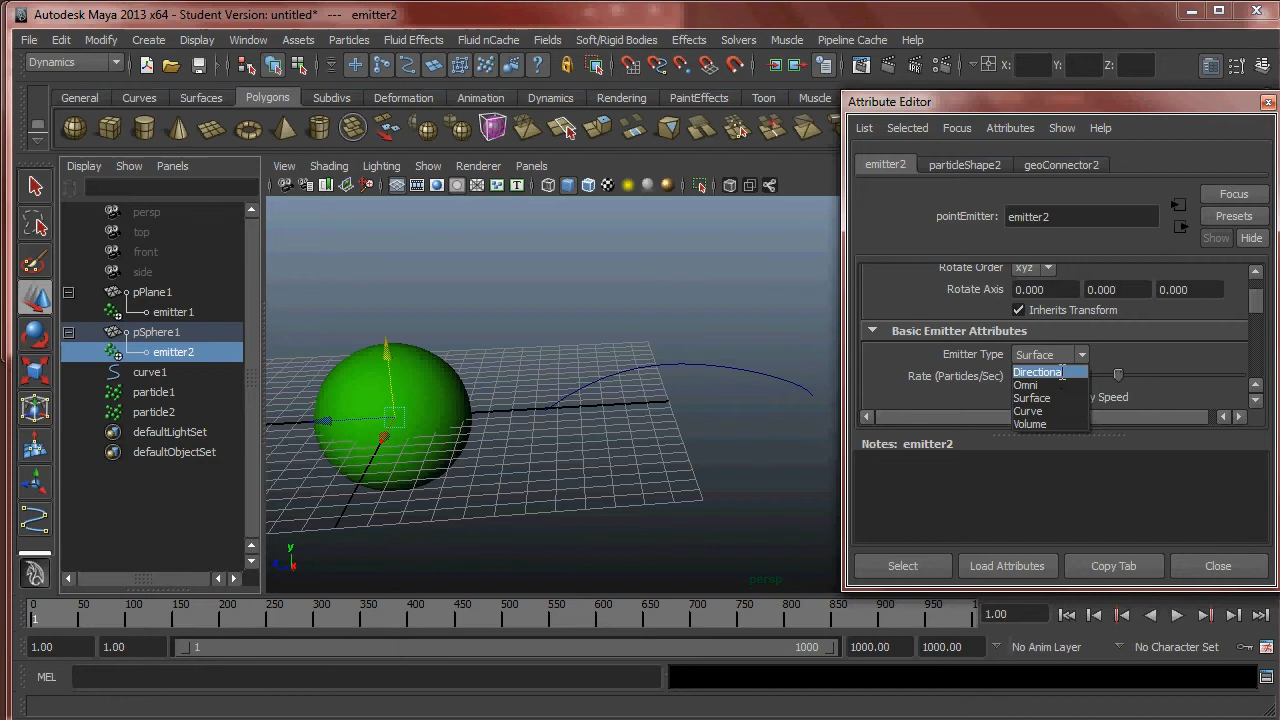 Autodesk Maya 2013 x64 - Student Version: untitled* --- emitter2
File Edit Modify Create Display Window Assets Particles Fluid Effects Fluid nCache Fields Soft/Rigid Bodies Effects Solvers Muscle Pipeline Cache Help
Dynamics X: Y: Z:
General Curves Surfaces Polygons Subdivs Deformation Animation Dynamics Rendering PaintEffects Toon Muscle
Display Show Panels
View Shading Lighting Show Renderer Panels
persp
top
front
side
pPlane1
emitter1
pSphere1
emitter2
curve1
particle1
particle2
defaultLightSet
defaultObjectSet
y
z x
persp
Attribute Editor
List Selected Focus Attributes Show Help
emitter2 particleShape2 geoConnector2
Focus
pointEmitter: emitter2 Presets
Show Hide
Rotate Order xyz
Rotate Axis 0.000 0.000 0.000
Inherits Transform
Basic Emitter Attributes
Emitter Type Surface
Rate (Particles/Sec)
Directional
Omni
Surface
Curve
Volume
y Speed
Notes: emitter2
Select Load Attributes Copy Tab Close
0 50 100 150 200 250 300 350 400 450 500 550 600 650 700 750 800 850 900 950 1
1 1.00
1.00 1.00 1 1000 1000.00 1000.00 No Anim Layer No Character Set
MEL